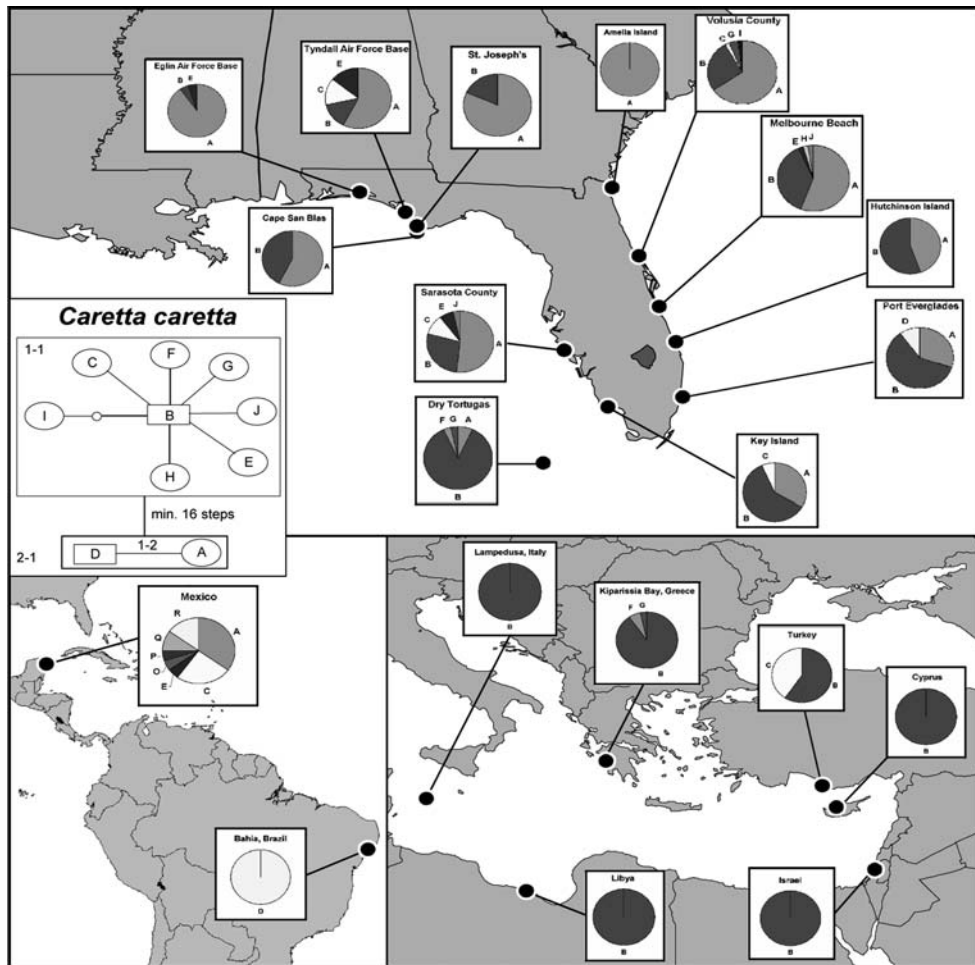 Eglin Air Force Base
B E
A
Tyndall Air Force Base
E
C
A
B
St. Joseph's
B
A
Amelia Island
A
Volusia County
C G I
B
A
Melbourne Beach
E H J
B
A
Hutchinson Island
B
A
Port Everglades
D
A
B
Cape San Blas
B
A
Sarasota County
E J
C
A
B
Dry Tortugas
F G A
B
Key Island
C
A
B
Caretta caretta
1-1
F
C
G
I
B
J
E
H
min. 16 steps
1-2
2-1
D
A
Mexico
R
A
Q
P
O
E
C
Bahia, Brazil
D
Lampedusa, Italy
B
Kiparissia Bay, Greece
F G
B
Turkey
C
B
Cyprus
B
Libya
B
Israel
B